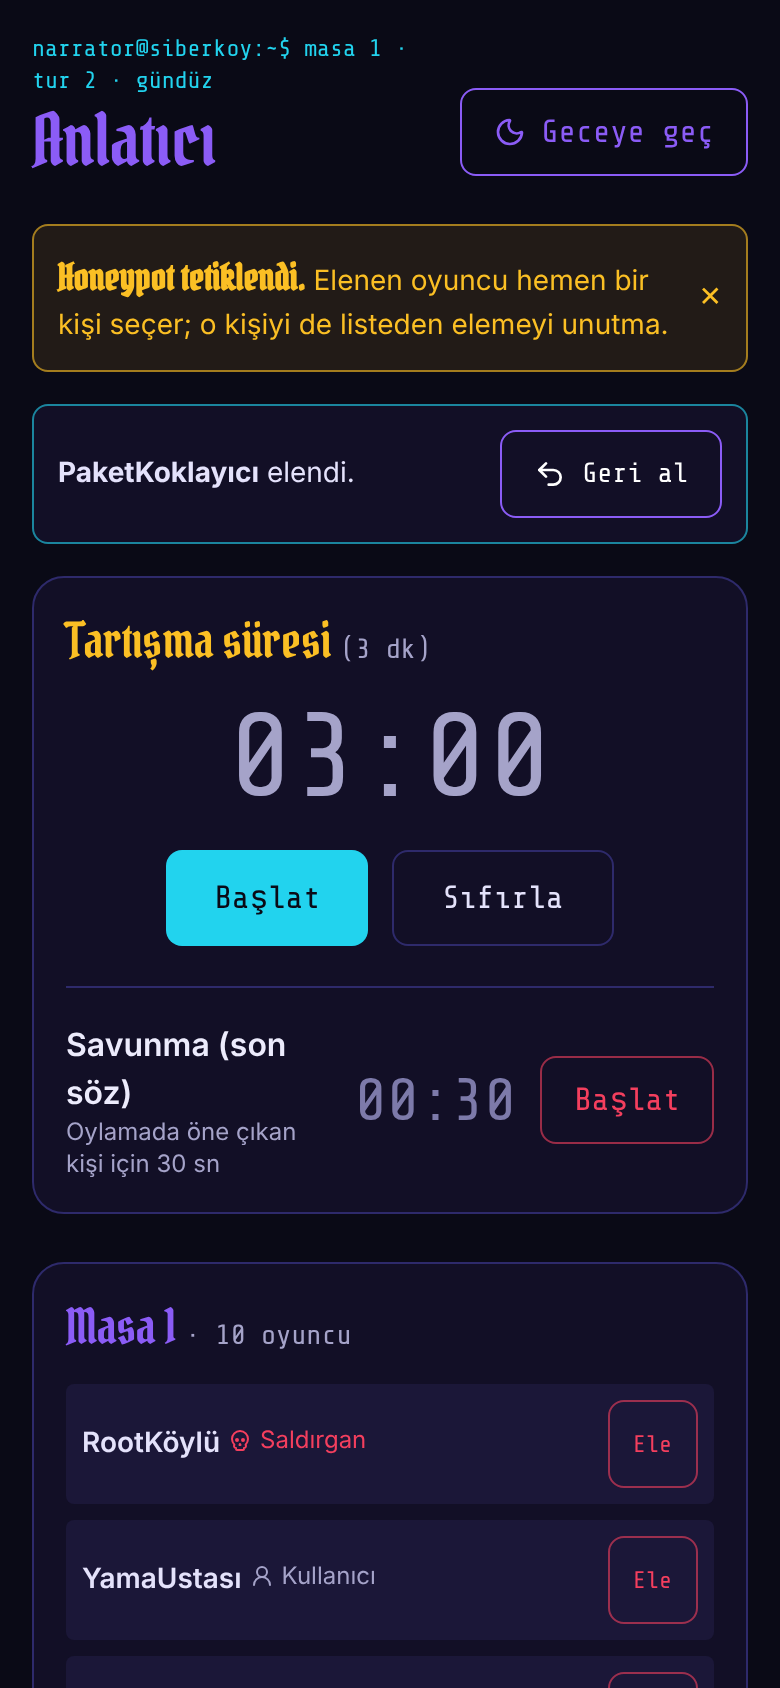 narrator@siberkoy:~$ masa 1 ·
tur 2 · gündüz
Anlatıcı
Geceye geç
Honeypot tetiklendi. Elenen oyuncu hemen bir
kişi seçer; o kişiyi de listeden elemeyi unutma.
PaketKoklayıcı elendi.
Geri al
Tartışma süresi (3 dk)
03:00
Başlat
Sıfırla
Savunma (son
söz)
Oylamada öne çıkan
kişi için 30 sn
00:30
Başlat
Masa 1 · 10 oyuncu
RootKöylü Saldırgan
Ele
YamaUstası Kullanıcı
Ele